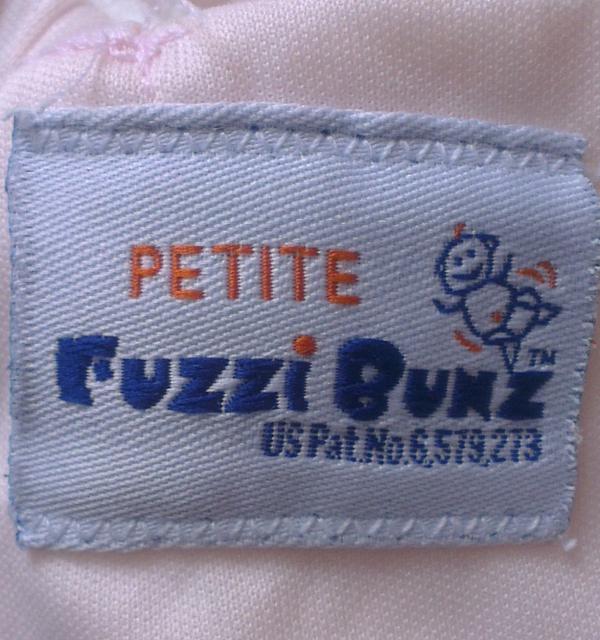 PETITE
FUZZi BUNZ™
US Pat.No.6,579,273